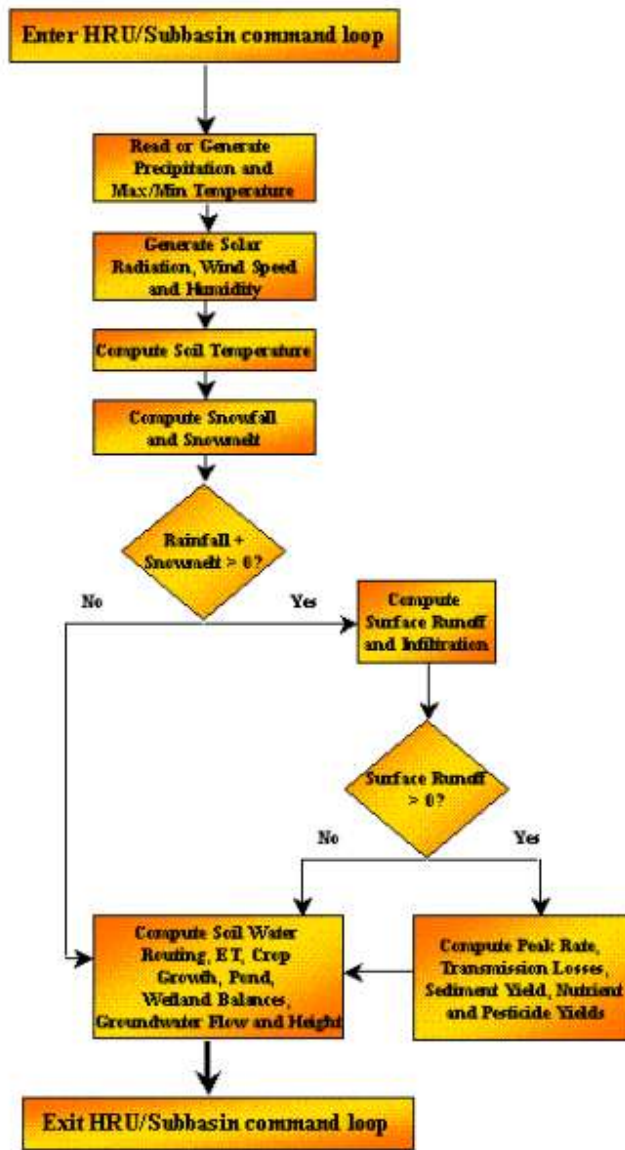 Enter HRU/Subbasin command loop
Read or Generate
Precipitation and
Max/Min Temperature
Generate Solar
Radiation, Wind Speed
and Humidity
Compute Soil Temperature
Compute Snowfall
and Snowmelt
Rainfall +
Snowmelt > 0?
No
Yes
Compute
Surface Runoff
and Infiltration
Surface Runoff
> 0?
No
Yes
Compute Soil Water
Routing, ET, Crop
Growth, Pond,
Wetland Balances,
Groundwater Flow and Height
Compute Peak Rate,
Transmission Losses,
Sediment Yield, Nutrient
and Pesticide Yields
Exit HRU/Subbasin command loop